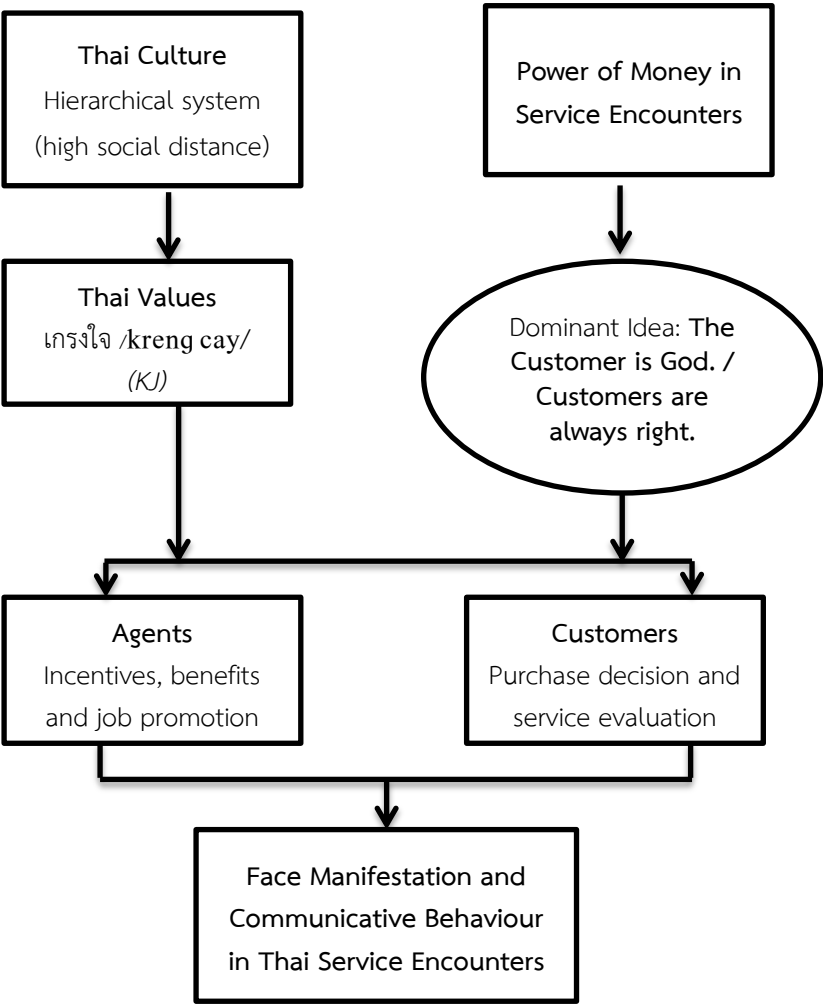 Thai Culture
Hierarchical system
(high social distance)
Power of Money in
Service Encounters
Thai Values
เกรงใจ /kreŋ cay/
(KJ)
Dominant Idea: The
Customer is God. /
Customers are
always right.
Agents
Incentives, benefits
and job promotion
Customers
Purchase decision and
service evaluation
Face Manifestation and
Communicative Behaviour
in Thai Service Encounters